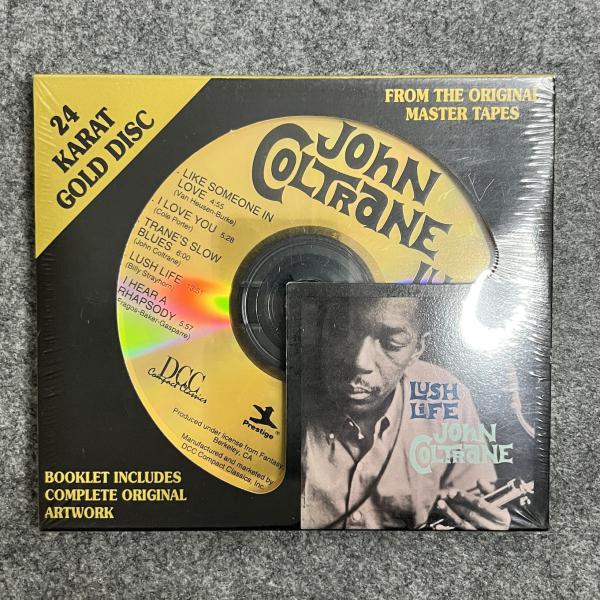 24
KARAT
GOLD DISC
FROM THE ORIGINAL
MASTER TAPES
JOHN
COLTRANE
LIKE SOMEONE IN
LOVE 4:55
(Van Heusen-Burke)
I LOVE YOU 5:28
(Cole Porter)
TRANE'S SLOW
BLUES 6:00
(John Coltrane)
LUSH LIFE
(Billy Strayhorn)
I HEAR A
RHAPSODY 5:57
Fragos-Baker-Gasparre)
DCC
Compact Classics
Prestige
Produced under license from Fantasy,
Berkeley, CA
Manufactured and marketed by
DCC Compact Classics, Inc.
LUSH
LIFE
JOHN
COLTRANE
BOOKLET INCLUDES
COMPLETE ORIGINAL
ARTWORK